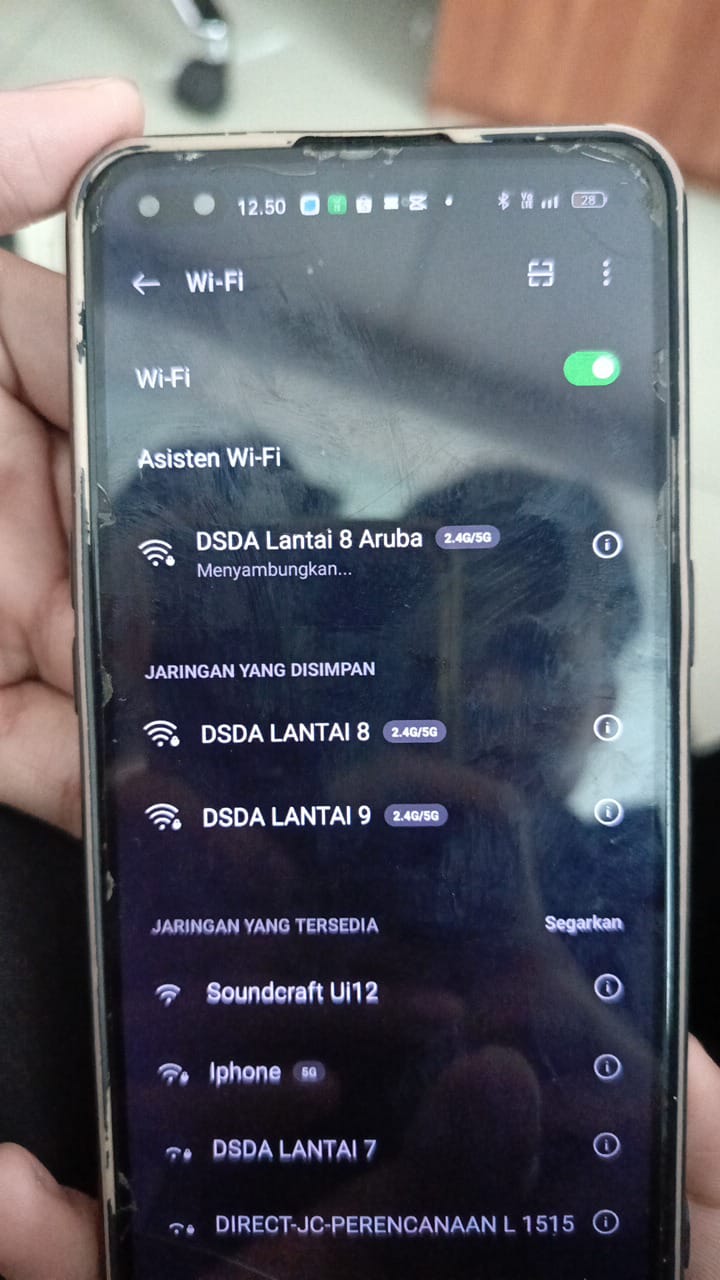 12.50 VoLTE 28
Wi-Fi
Wi-Fi
Asisten Wi-Fi
DSDA Lantai 8 Aruba 2.4G/5G
Menyambungkan...
JARINGAN YANG DISIMPAN
DSDA LANTAI 8 2.4G/5G
DSDA LANTAI 9 2.4G/5G
JARINGAN YANG TERSEDIA Segarkan
Soundcraft Ui12
Iphone 5G
DSDA LANTAI 7
DIRECT-JC-PERENCANAAN L 1515